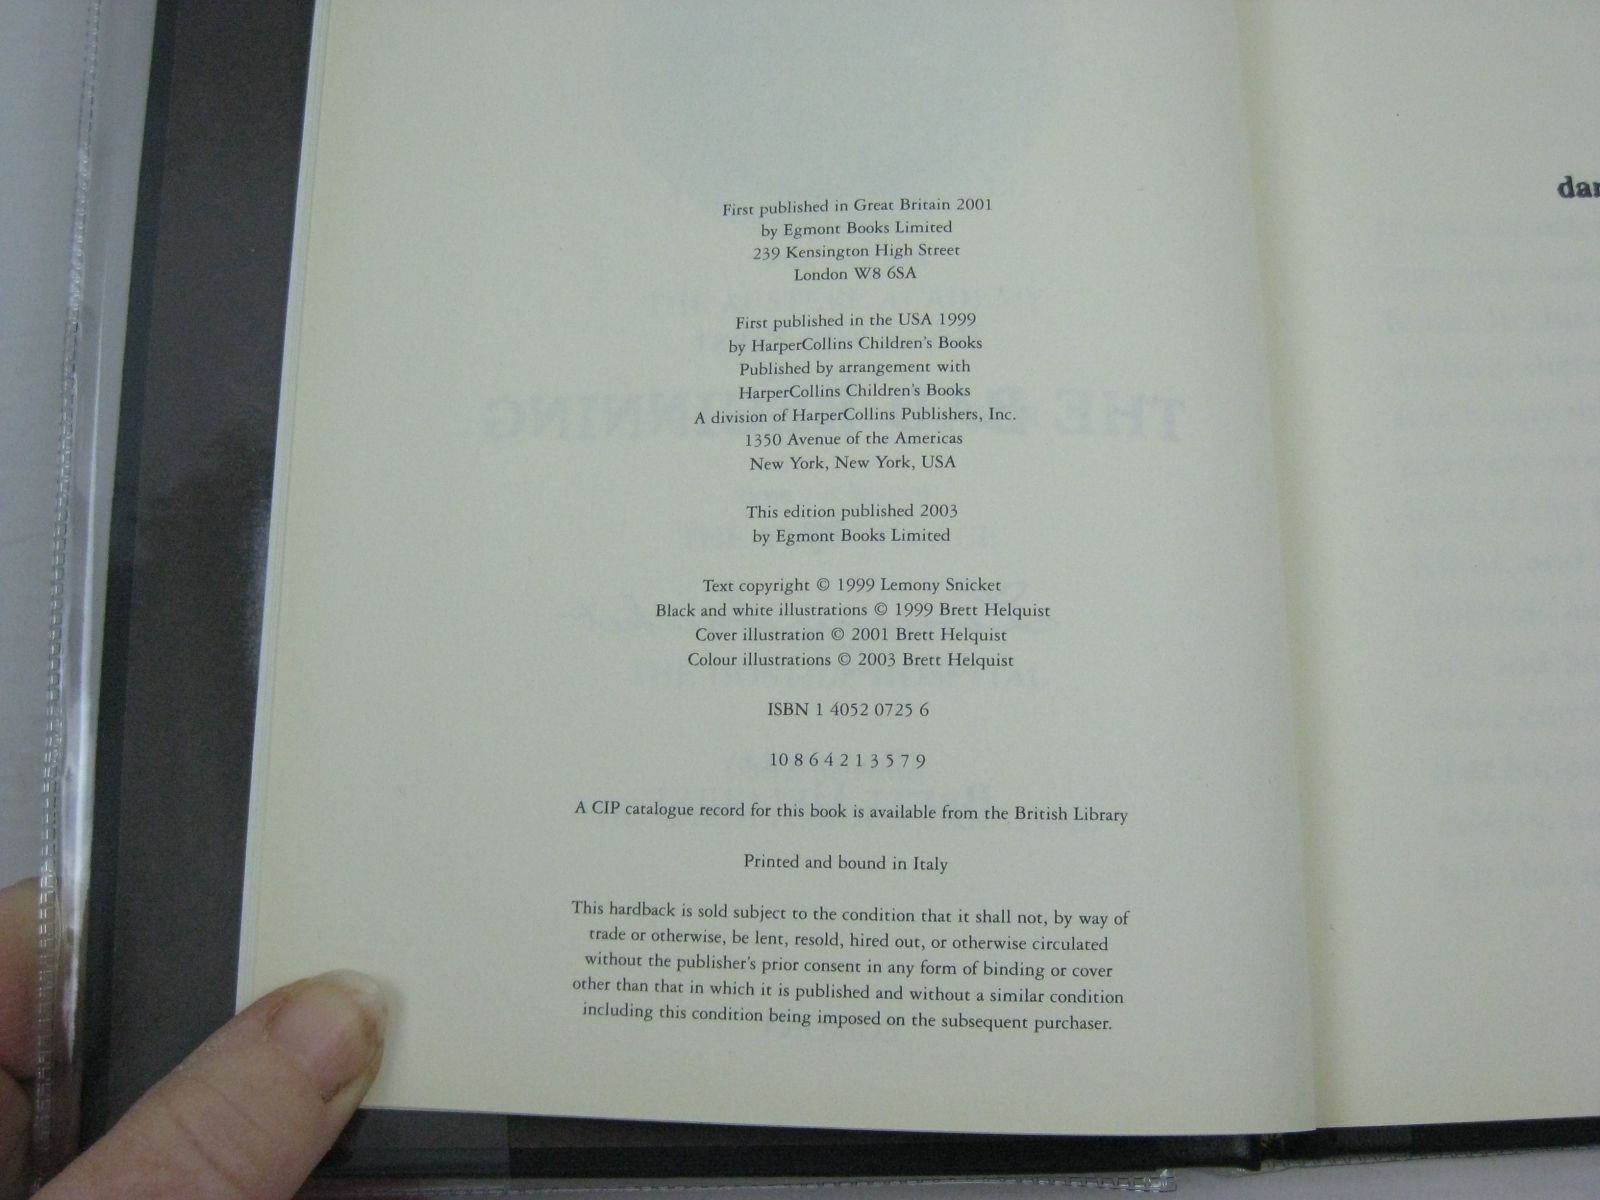 First published in Great Britain 2001
by Egmont Books Limited
239 Kensington High Street
London W8 6SA
First published in the USA 1999
by HarperCollins Children's Books
Published by arrangement with
HarperCollins Children's Books
A division of HarperCollins Publishers, Inc.
1350 Avenue of the Americas
New York, New York, USA
This edition published 2003
by Egmont Books Limited
Text copyright © 1999 Lemony Snicket
Black and white illustrations © 1999 Brett Helquist
Cover illustration © 2001 Brett Helquist
Colour illustrations © 2003 Brett Helquist
ISBN 1 4052 0725 6
10 8 6 4 2 1 3 5 7 9
A CIP catalogue record for this book is available from the British Library
Printed and bound in Italy
This hardback is sold subject to the condition that it shall not, by way of
trade or otherwise, be lent, resold, hired out, or otherwise circulated
without the publisher's prior consent in any form of binding or cover
other than that in which it is published and without a similar condition
including this condition being imposed on the subsequent purchaser.